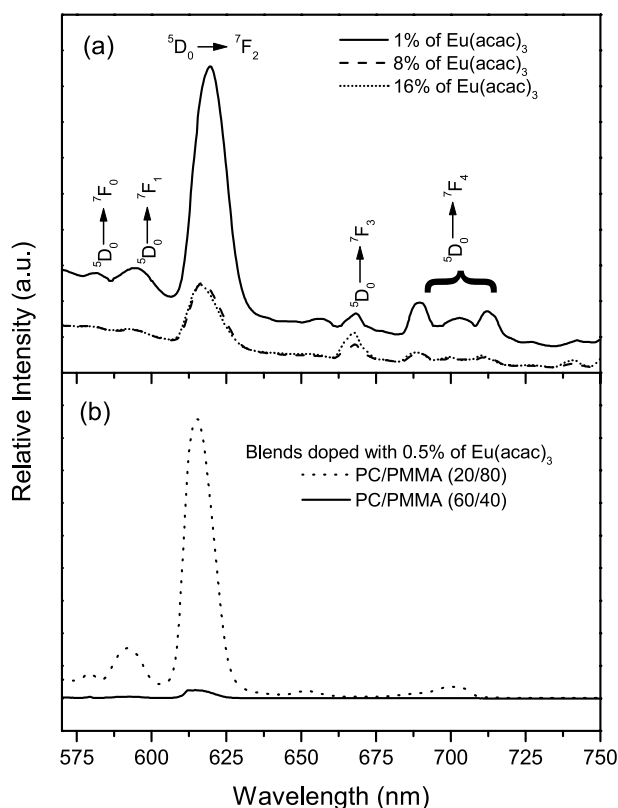 (a)
⁵D₀ → ⁷F₂
1% of Eu(acac)₃
8% of Eu(acac)₃
16% of Eu(acac)₃
⁵D₀ → ⁷F₀
⁵D₀ → ⁷F₁
⁵D₀ → ⁷F₃
⁵D₀ → ⁷F₄
Relative Intensity (a.u.)
(b)
Blends doped with 0.5% of Eu(acac)₃
PC/PMMA (20/80)
PC/PMMA (60/40)
575 600 625 650 675 700 725 750
Wavelength (nm)